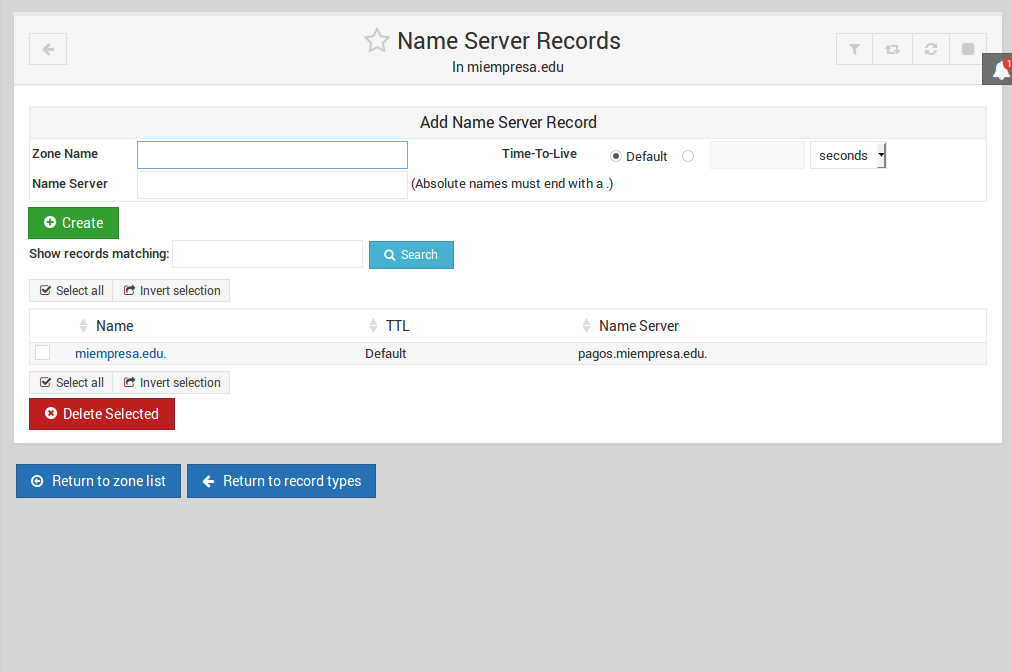 Name Server Records
In miempresa.edu
1
Add Name Server Record
Zone Name Time-To-Live Default seconds
Name Server (Absolute names must end with a .)
Create
Show records matching: Search
Select all Invert selection
Name TTL Name Server
miempresa.edu. Default pagos.miempresa.edu.
Select all Invert selection
Delete Selected
Return to zone list Return to record types